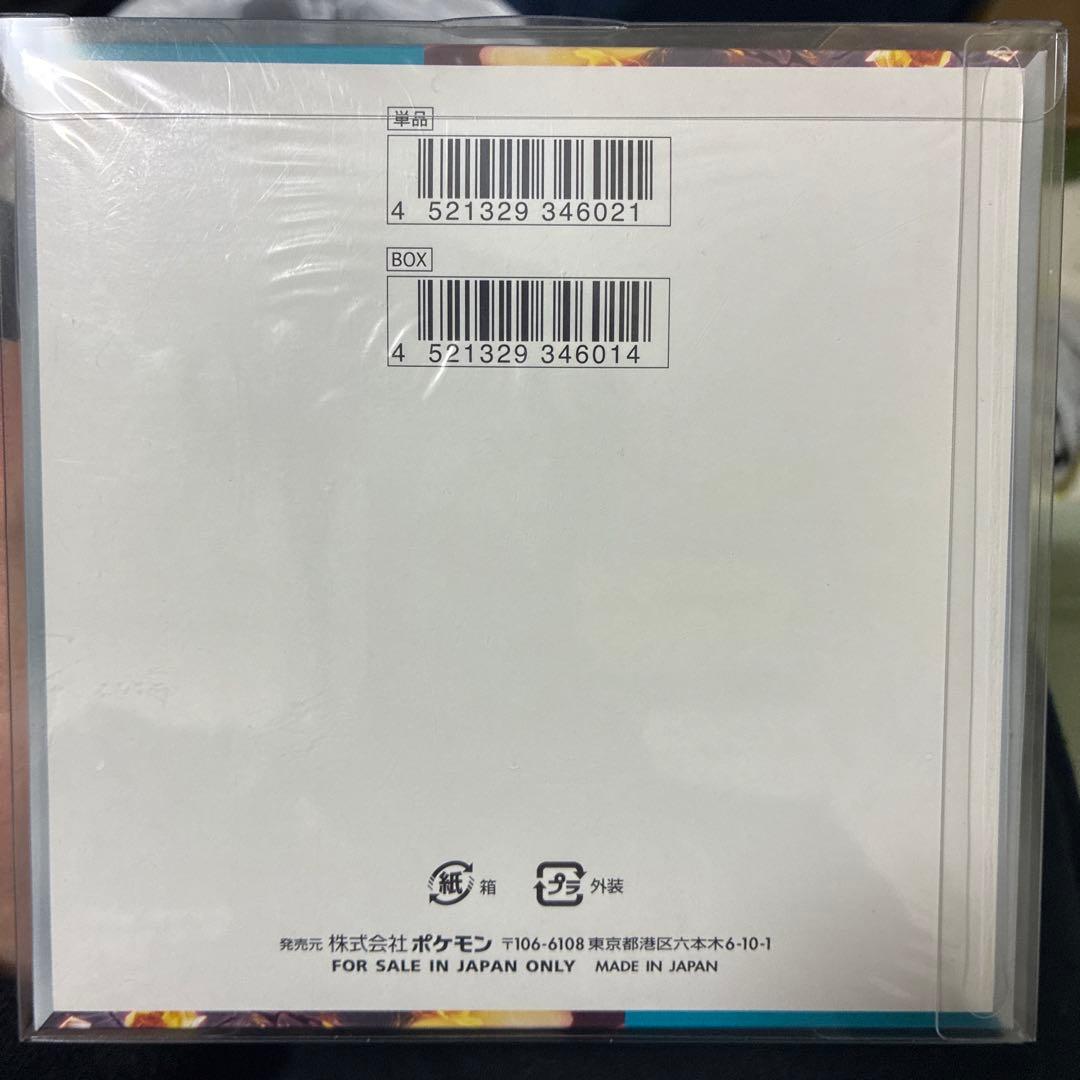 単品
4 521329 346021
BOX
4 521329 346014
紙 箱 プラ 外装
発売元 株式会社 ポケモン 〒106-6108 東京都港区六本木6-10-1
FOR SALE IN JAPAN ONLY MADE IN JAPAN